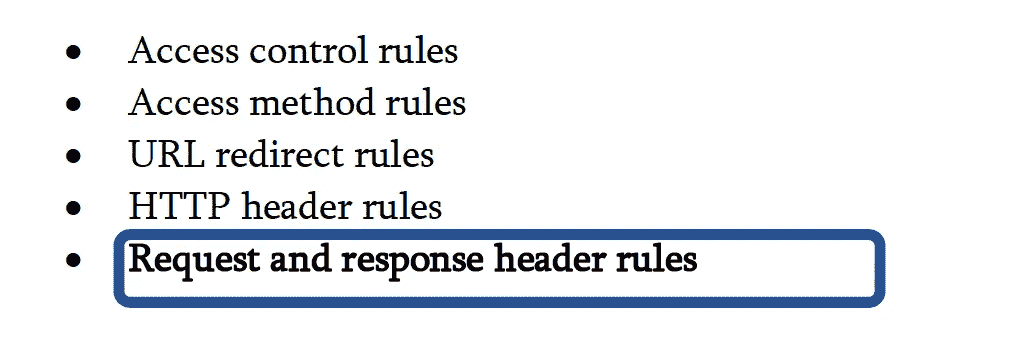 • Access control rules
• Access method rules
• URL redirect rules
• HTTP header rules
• Request and response header rules